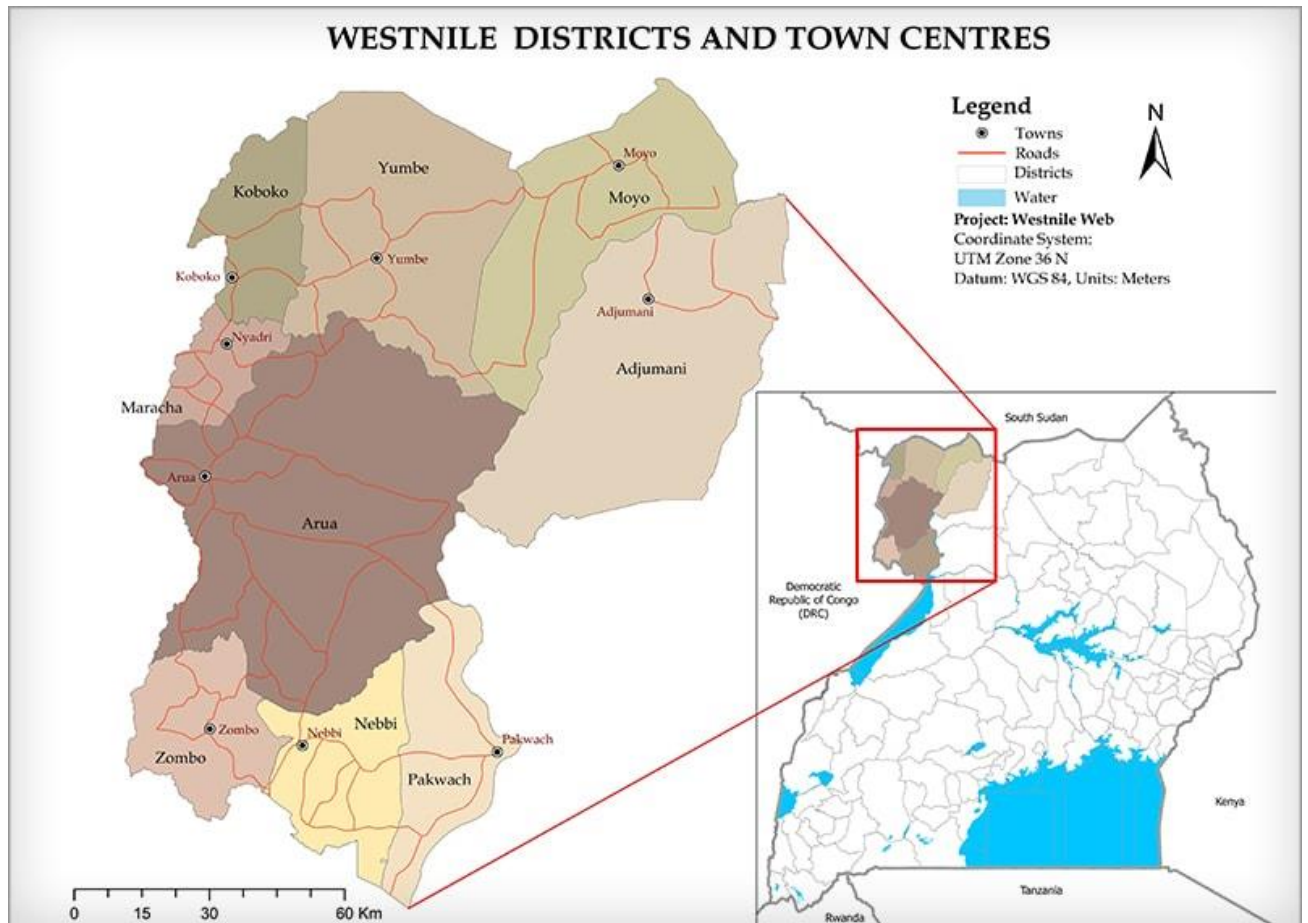 WESTNILE DISTRICTS AND TOWN CENTRES
Legend
Towns
Roads
Districts
Water
Project: Westnile Web
Coordinate System:
UTM Zone 36 N
Datum: WGS 84, Units: Meters
N
Koboko
Yumbe
Moyo
Moyo
Koboko
Yumbe
Adjumani
Nyadri
Adjumani
Maracha
Arua
Arua
Zombo
Nebbi
Nebbi
Pakwach
Zombo
Pakwach
South Sudan
Democratic
Republic of Congo
(DRC)
Kenya
Tanzania
Rwanda
0 15 30 60 Km